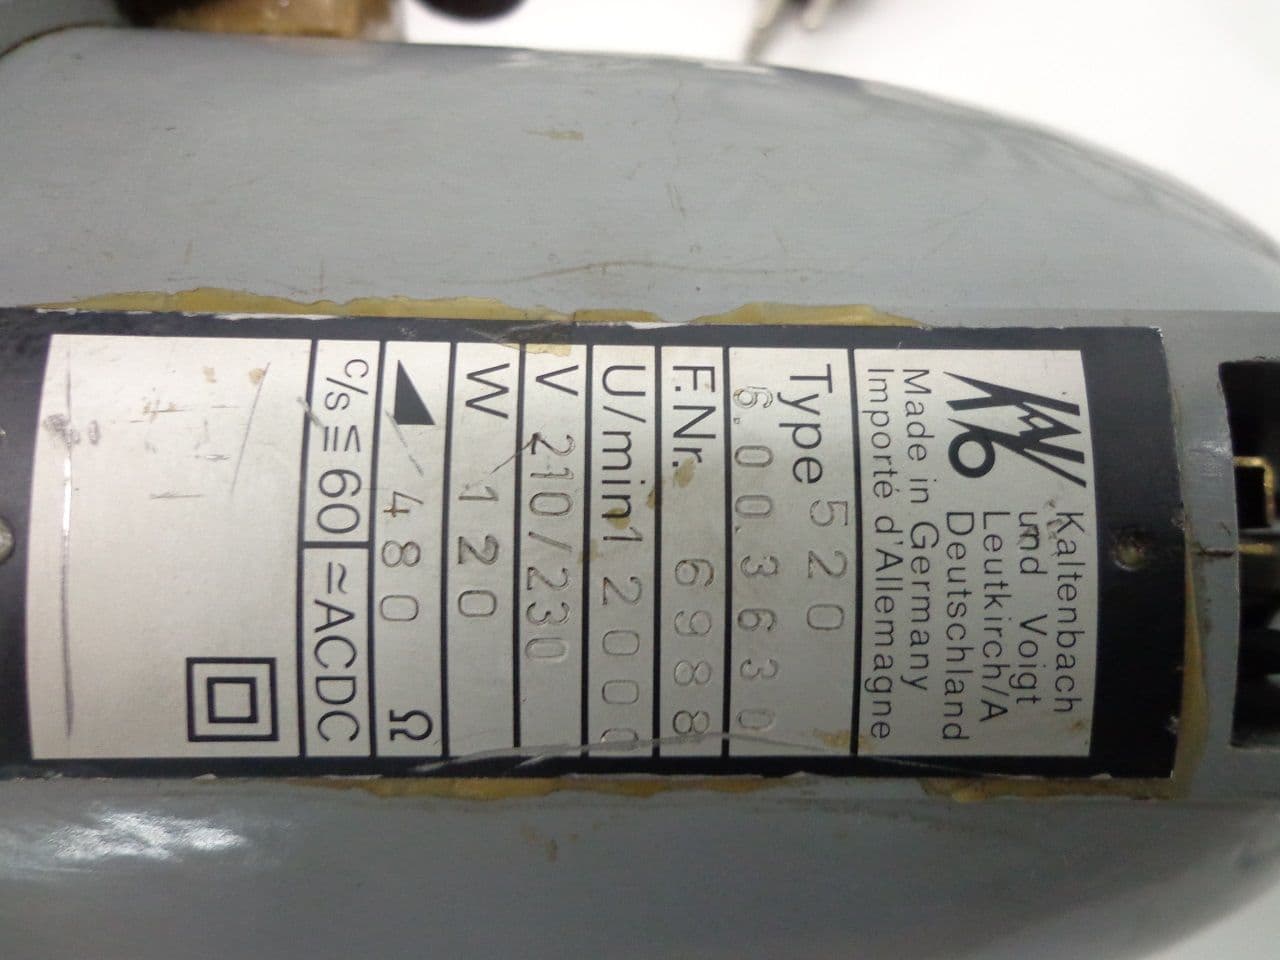 KaVo
Kaltenbach
und Voigt
Leutkirch/A
Deutschland
Made in Germany
Importé d'Allemagne
Type 520
6.00.3630
F.Nr. 6988
U/min 12000
V 210/230
W 120
480 Ω
c/s ≦ 60 ≃ ACDC